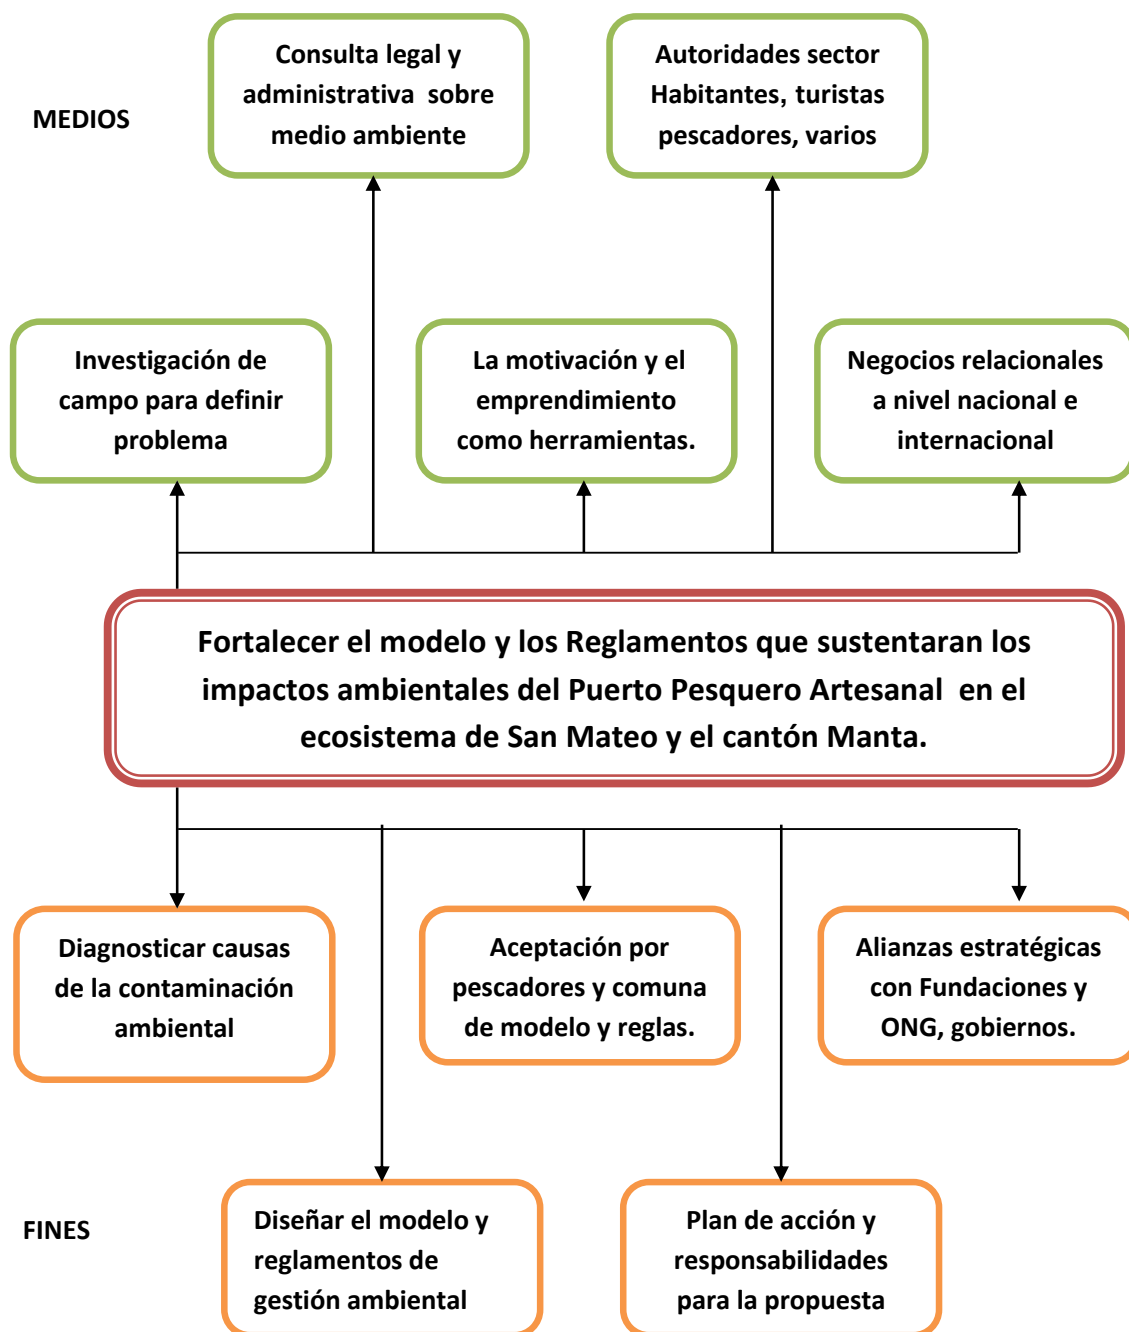 Consulta legal y
administrativa sobre
medio ambiente
Autoridades sector
Habitantes, turistas
pescadores, varios
MEDIOS
Investigación de
campo para definir
problema
La motivación y el
emprendimiento
como herramientas.
Negocios relacionales
a nivel nacional e
internacional
Fortalecer el modelo y los Reglamentos que sustentaran los
impactos ambientales del Puerto Pesquero Artesanal en el
ecosistema de San Mateo y el cantón Manta.
Diagnosticar causas
de la contaminación
ambiental
Aceptación por
pescadores y comuna
de modelo y reglas.
Alianzas estratégicas
con Fundaciones y
ONG, gobiernos.
FINES
Diseñar el modelo y
reglamentos de
gestión ambiental
Plan de acción y
responsabilidades
para la propuesta